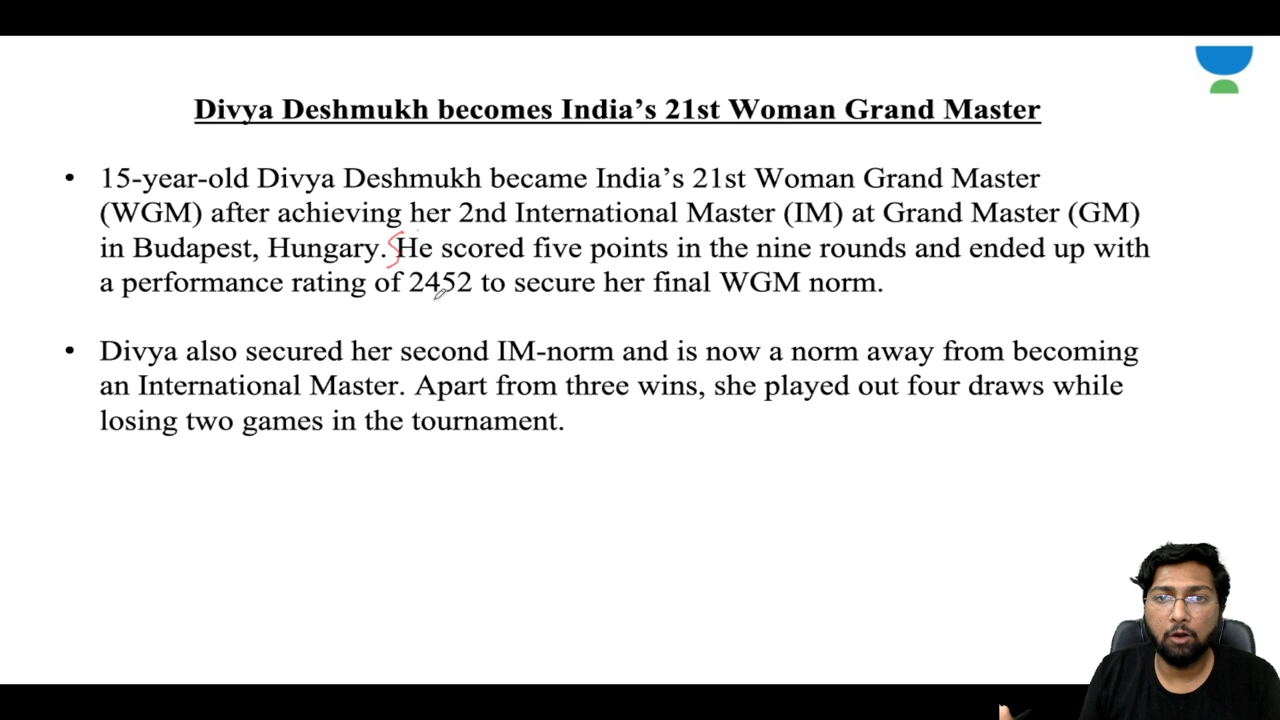 Divya Deshmukh becomes India's 21st Woman Grand Master
• 15-year-old Divya Deshmukh became India's 21st Woman Grand Master
(WGM) after achieving her 2nd International Master (IM) at Grand Master (GM)
in Budapest, Hungary. SHe scored five points in the nine rounds and ended up with
a performance rating of 2452 to secure her final WGM norm.
• Divya also secured her second IM-norm and is now a norm away from becoming
an International Master. Apart from three wins, she played out four draws while
losing two games in the tournament.